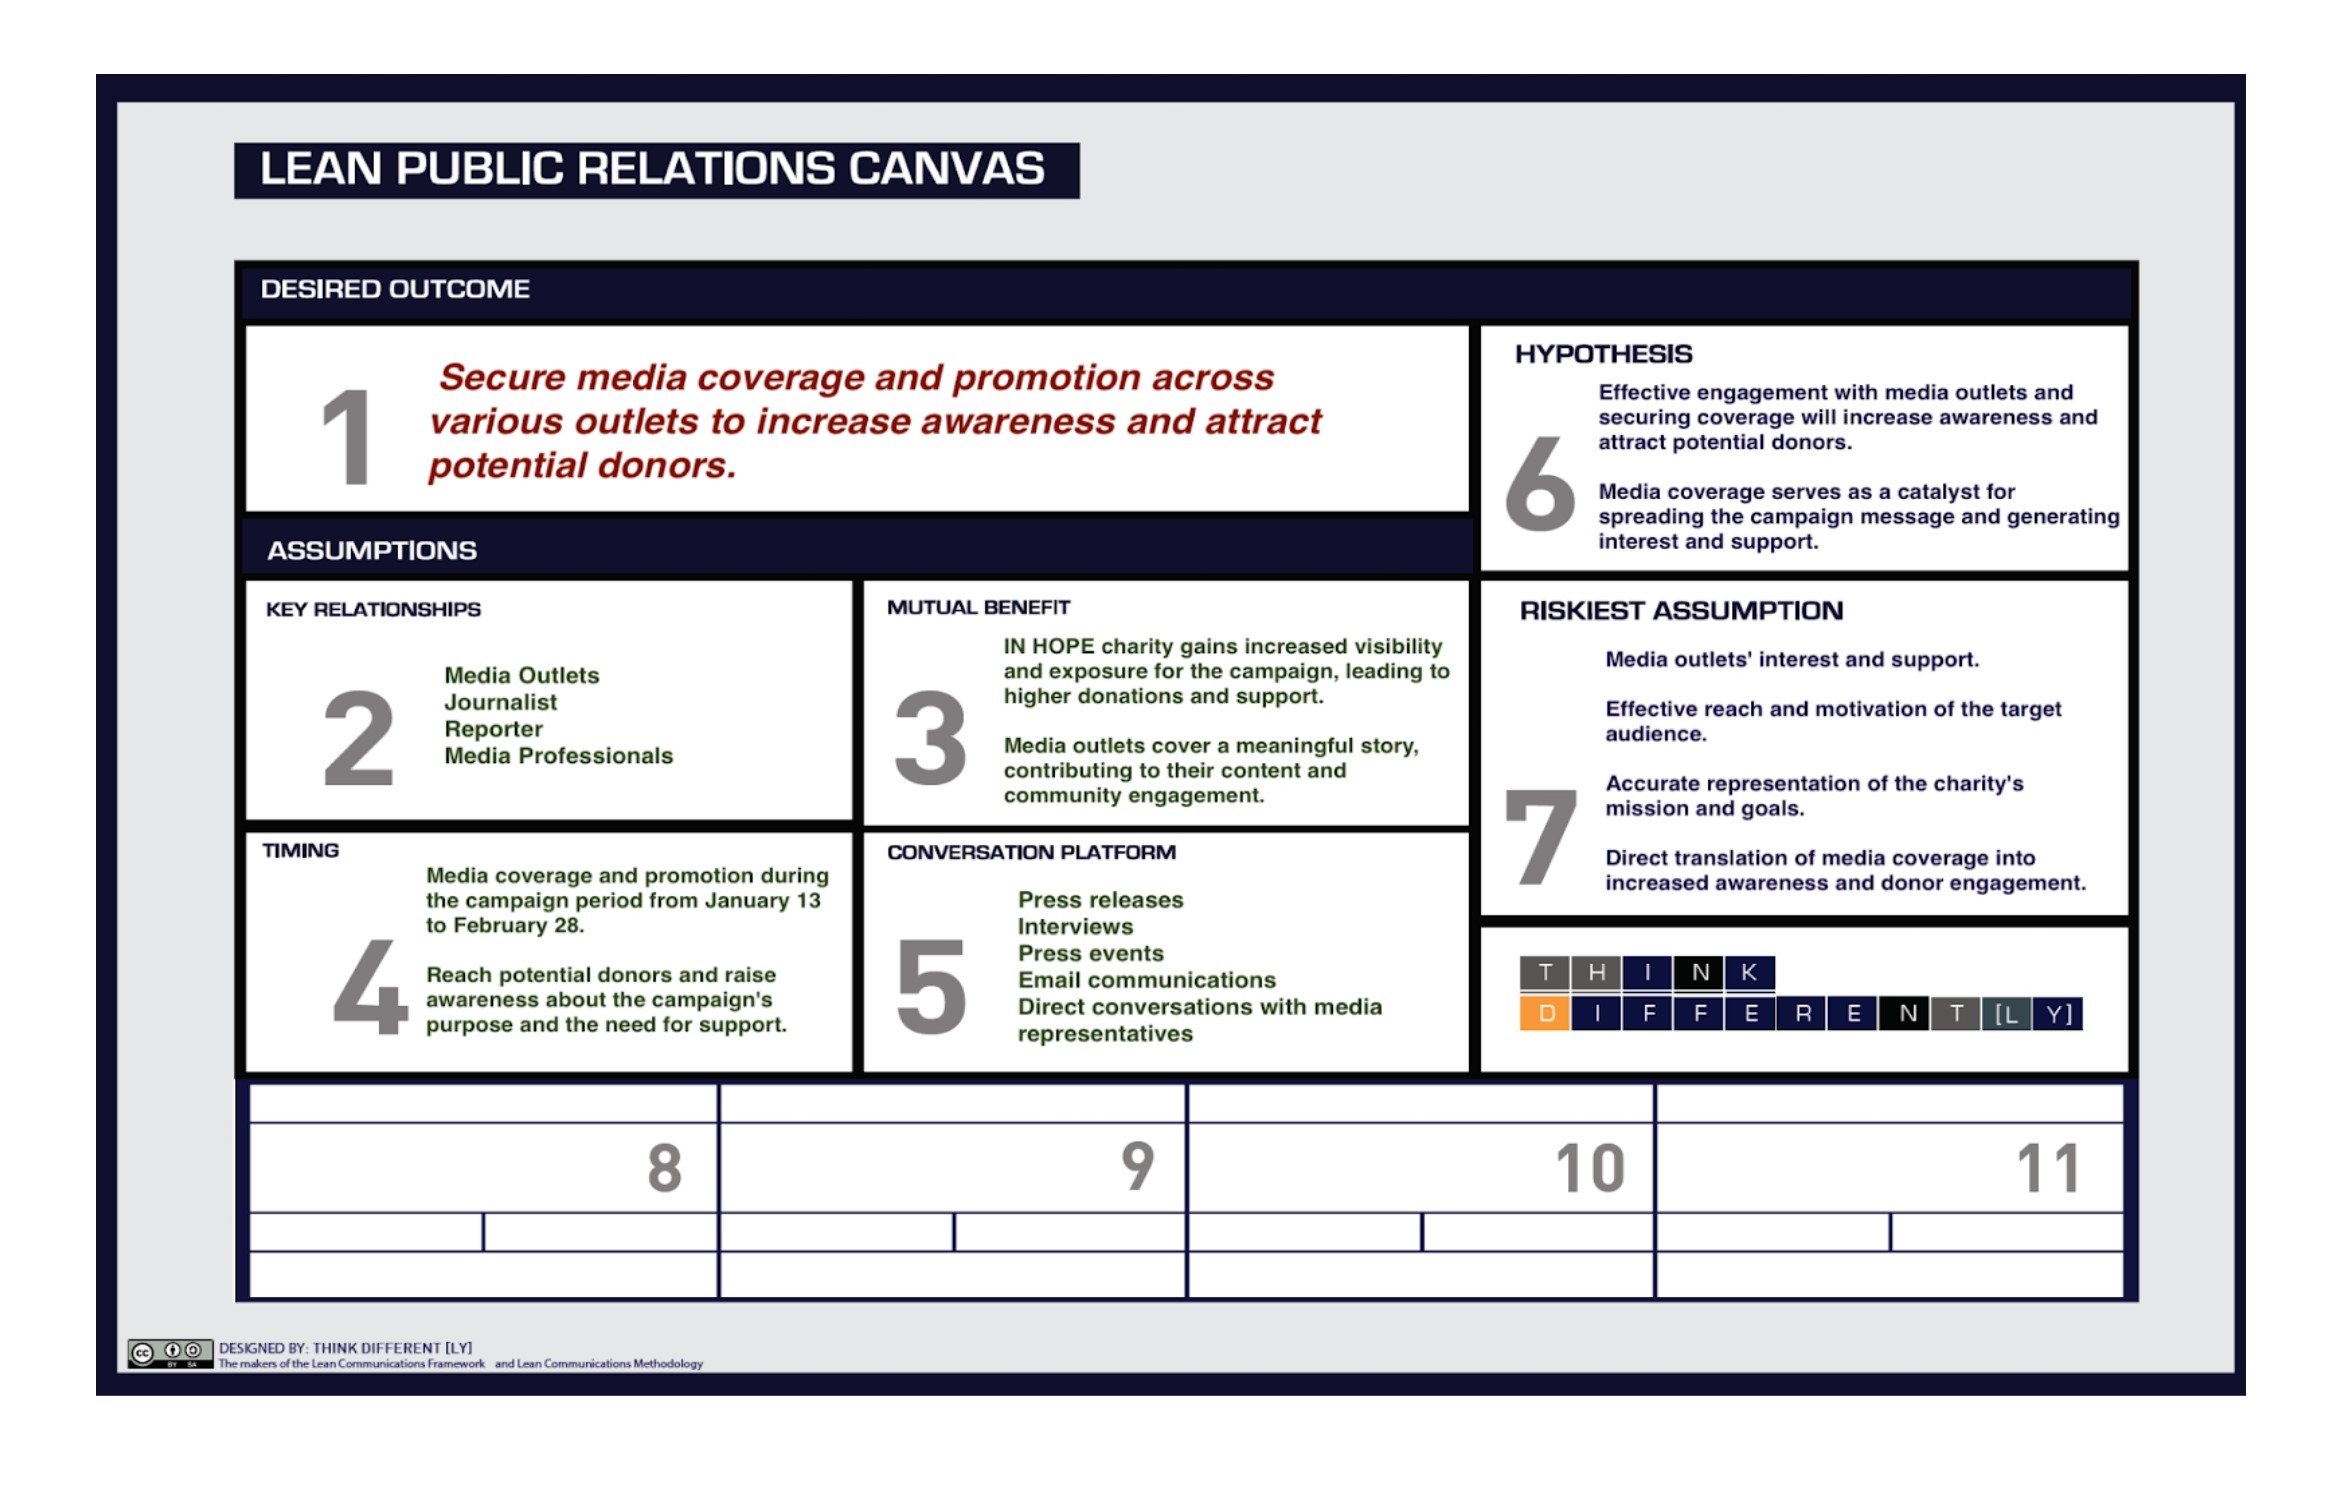 LEAN PUBLIC RELATIONS CANVAS
DESIRED OUTCOME
1
Secure media coverage and promotion across
various outlets to increase awareness and attract
potential donors.
ASSUMPTIONS
KEY RELATIONSHIPS
2
Media Outlets
Journalist
Reporter
Media Professionals
MUTUAL BENEFIT
3
IN HOPE charity gains increased visibility
and exposure for the campaign, leading to
higher donations and support.
Media outlets cover a meaningful story,
contributing to their content and
community engagement.
TIMING
4
Media coverage and promotion during
the campaign period from January 13
to February 28.
Reach potential donors and raise
awareness about the campaign's
purpose and the need for support.
CONVERSATION PLATFORM
5
Press releases
Interviews
Press events
Email communications
Direct conversations with media
representatives
HYPOTHESIS
6
Effective engagement with media outlets and
securing coverage will increase awareness and
attract potential donors.
Media coverage serves as a catalyst for
spreading the campaign message and generating
interest and support.
RISKIEST ASSUMPTION
7
Media outlets' interest and support.
Effective reach and motivation of the target
audience.
Accurate representation of the charity's
mission and goals.
Direct translation of media coverage into
increased awareness and donor engagement.
THINK
DIFFERENT[LY]
8
9
10
11
cc BY SA
DESIGNED BY: THINK DIFFERENT [LY]
The makers of the Lean Communications Framework and Lean Communications Methodology